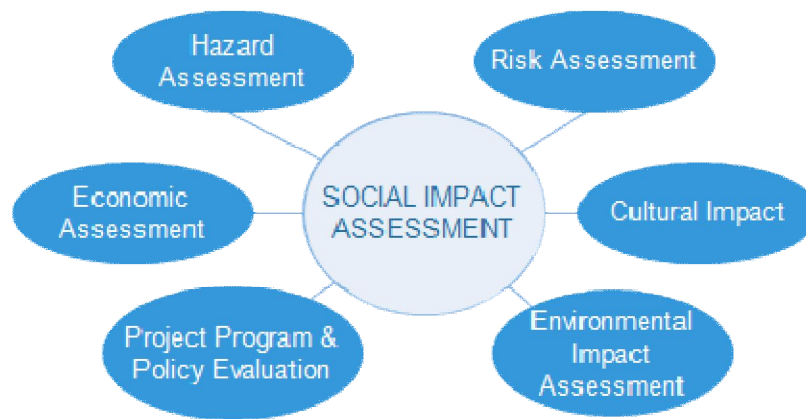 Hazard
Assessment
Risk Assessment
SOCIAL IMPACT
ASSESSMENT
Economic
Assessment
Cultural Impact
Project Program &
Policy Evaluation
Environmental
Impact
Assessment